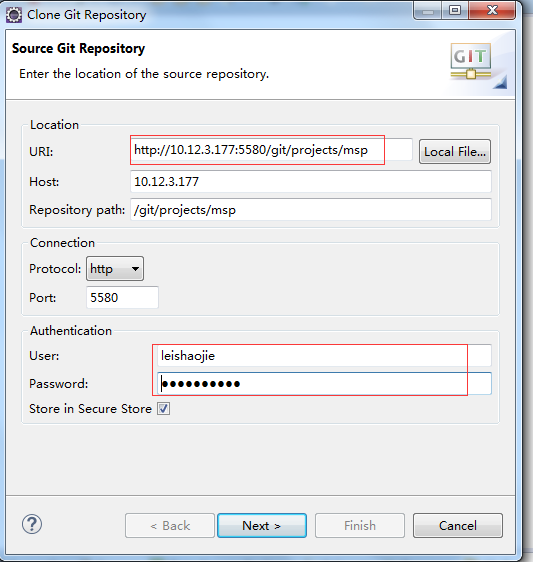 Clone Git Repository
Source Git Repository
Enter the location of the source repository.
GIT
Location
URI: http://10.12.3.177:5580/git/projects/msp Local File...
Host: 10.12.3.177
Repository path: /git/projects/msp
Connection
Protocol: http
Port: 5580
Authentication
User: leishaojie
Password: ●●●●●●●●●●
Store in Secure Store
? < Back Next > Finish Cancel